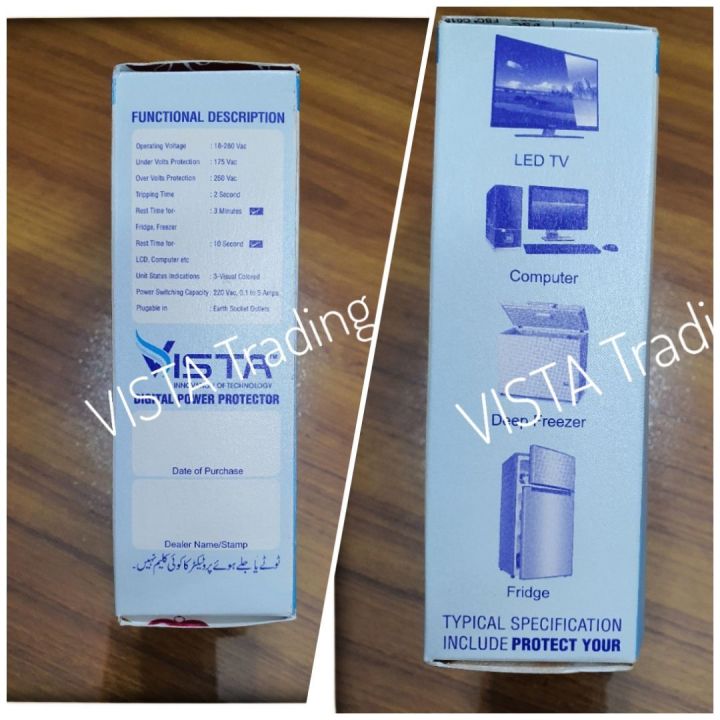 FUNCTIONAL DESCRIPTION
Operating Voltage : 18-280 Vac
Under Volts Protection : 175 Vac
Over Volts Protection : 260 Vac
Tripping Time : 2 Second
Rest Time for- : 3 Minutes
Fridge, Freezer
Rest Time for- : 10 Second
LCD, Computer etc
Unit Status Indications : 3-Visual Colored
Power Switching Capacity : 220 Vac, 0.1 to 5 Amps
Plugable in : Earth Socket Outlets
VISTA™
INNOVATION OF TECHNOLOGY
DIGITAL POWER PROTECTOR
Date of Purchase
Dealer Name/Stamp
ٹوٹے یا جلے ہوئے پروٹیکٹر کا کوئی کلیم نہیں۔
VISTA Trading
LED TV
Computer
Deep Freezer
Fridge
TYPICAL SPECIFICATION
INCLUDE PROTECT YOUR
VISTA Tradi